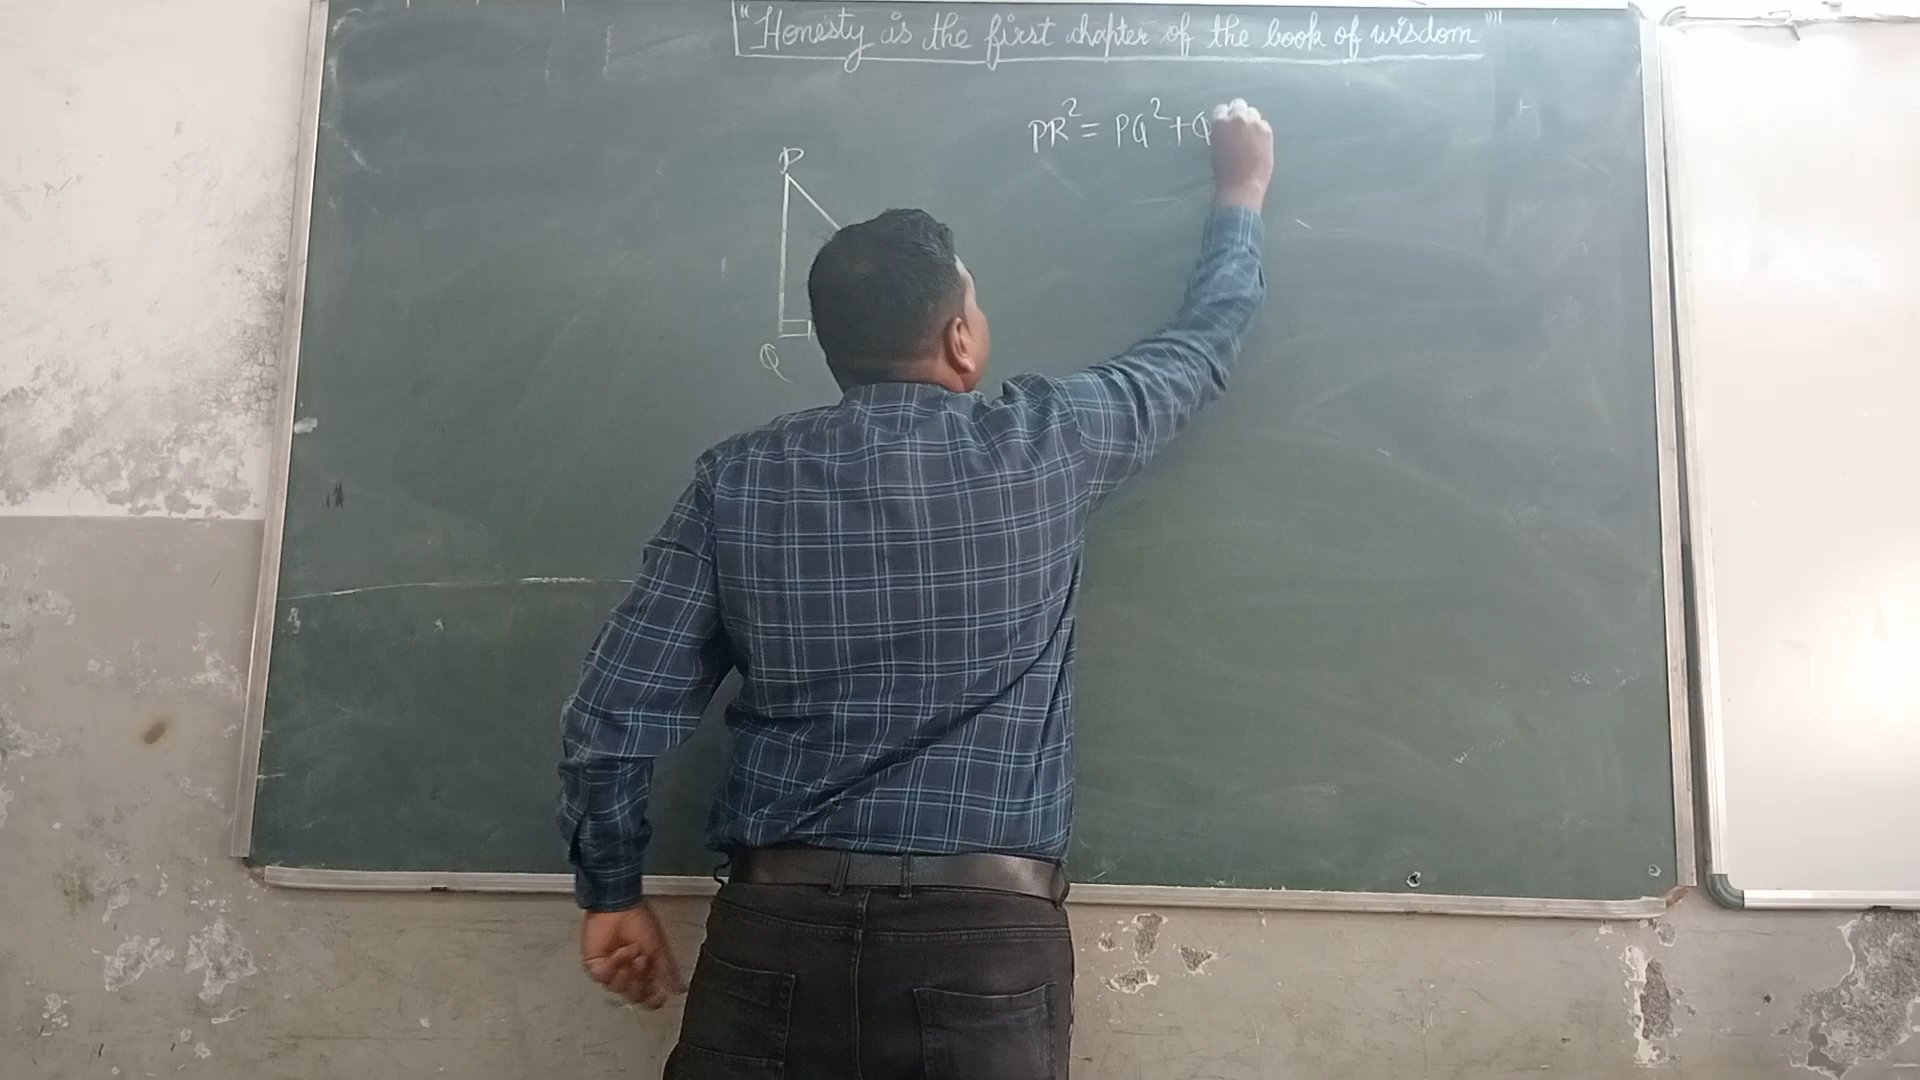 "Honesty is the first chapter of the book of wisdom"
PR² = PQ² + Q
P
Q